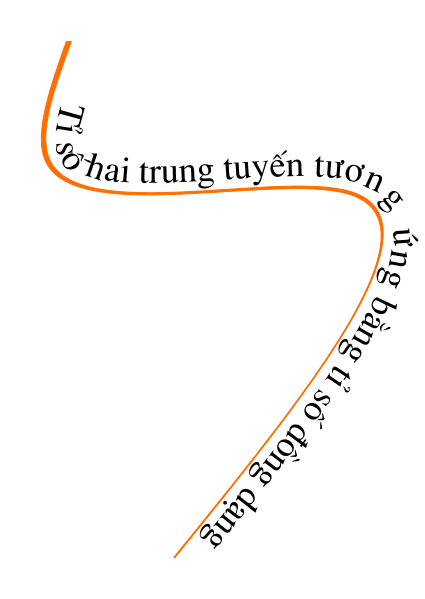 Tỉ số hai trung tuyến tương ứng bằng tỉ số đồng dạng